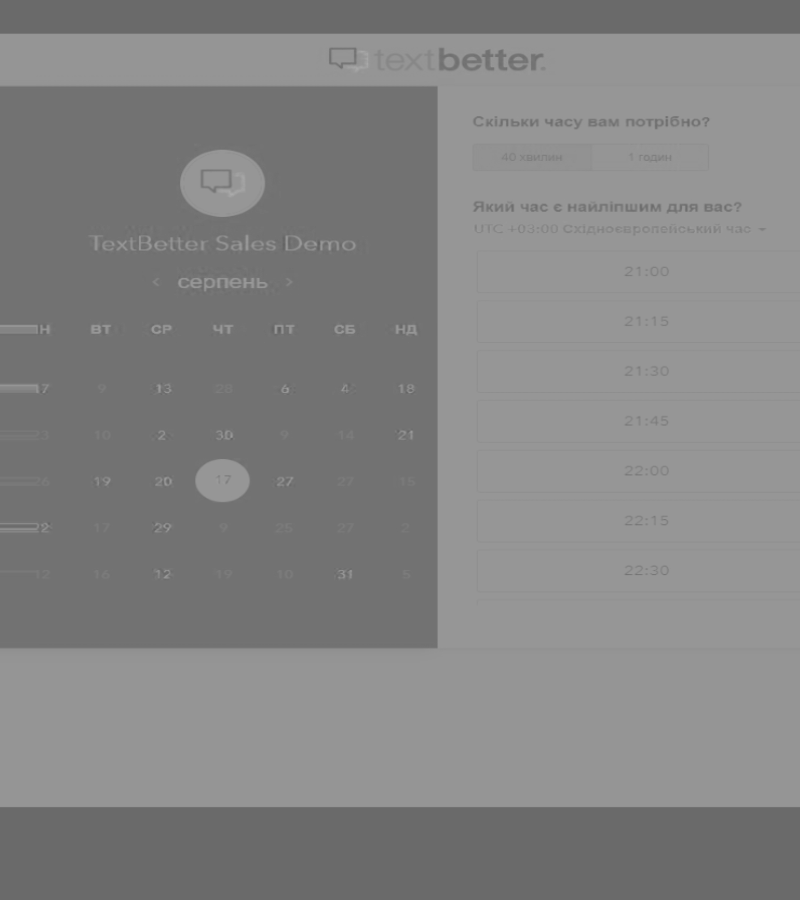 textbetter.
TextBetter Sales Demo
‹ серпень ›
Н ВТ СР ЧТ ПТ СБ НД
17 9 13 28 6 4 18
23 10 2 30 9 14 21
26 19 20 17 27 27 15
22 17 29 9 25 27 2
12 16 12 19 10 31 5
Скільки часу вам потрібно?
40 хвилин 1 годин
Який час є найліпшим для вас?
UTC +03:00 Східноєвропейський час
21:00
21:15
21:30
21:45
22:00
22:15
22:30